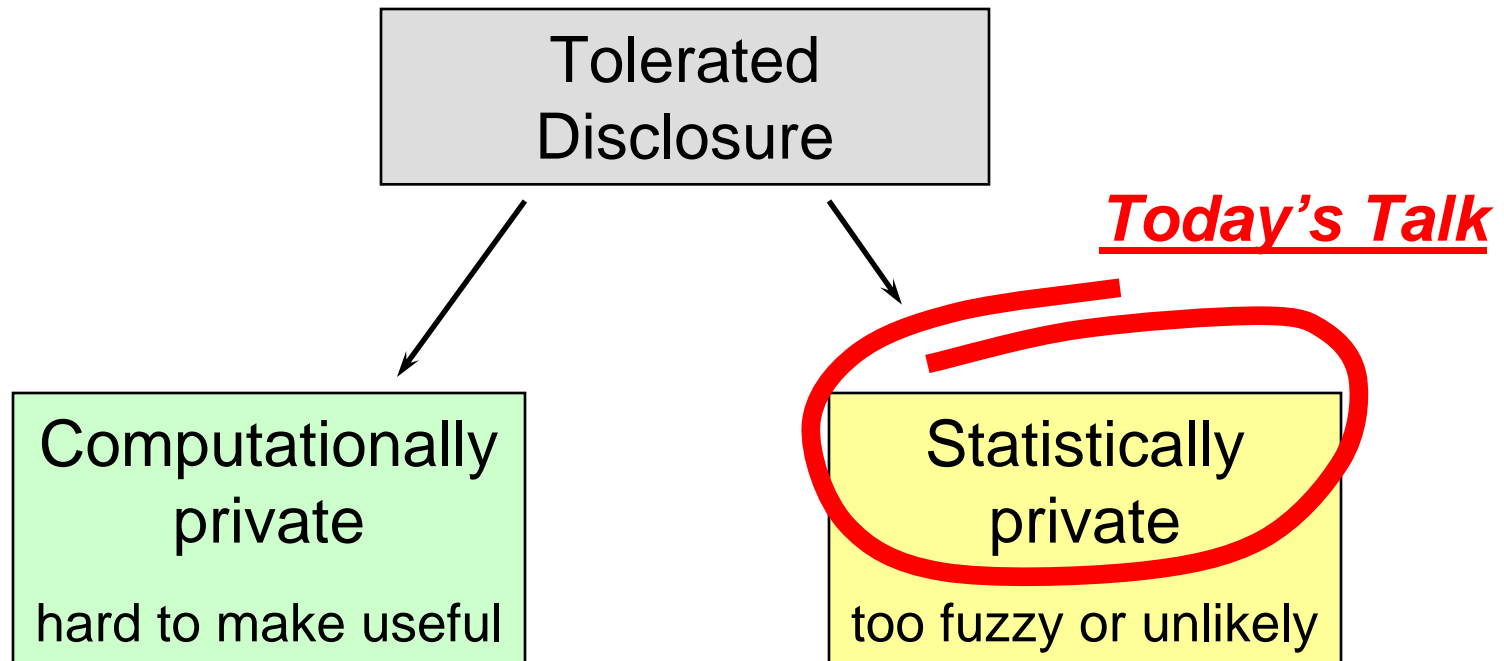 Tolerated
Disclosure
Today’s Talk
Computationally
private
hard to make useful
Statistically
private
too fuzzy or unlikely